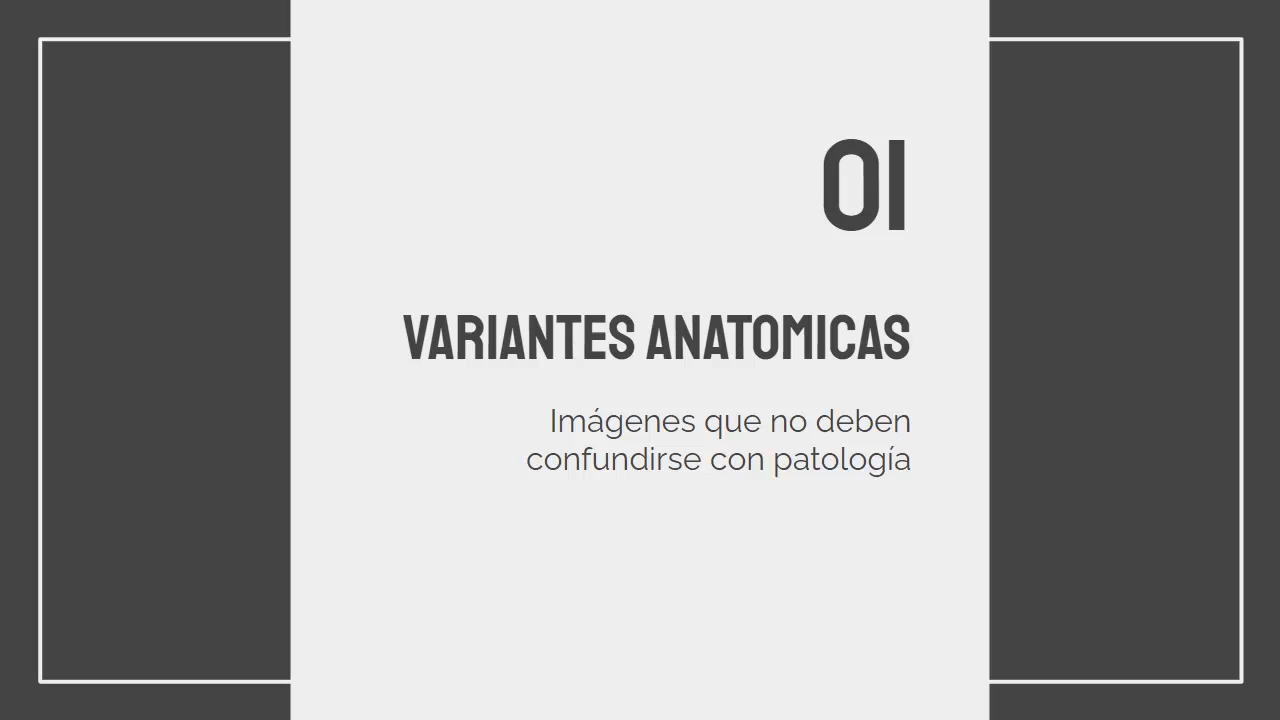 01
VARIANTES ANATOMICAS
Imágenes que no deben
confundirse con patología